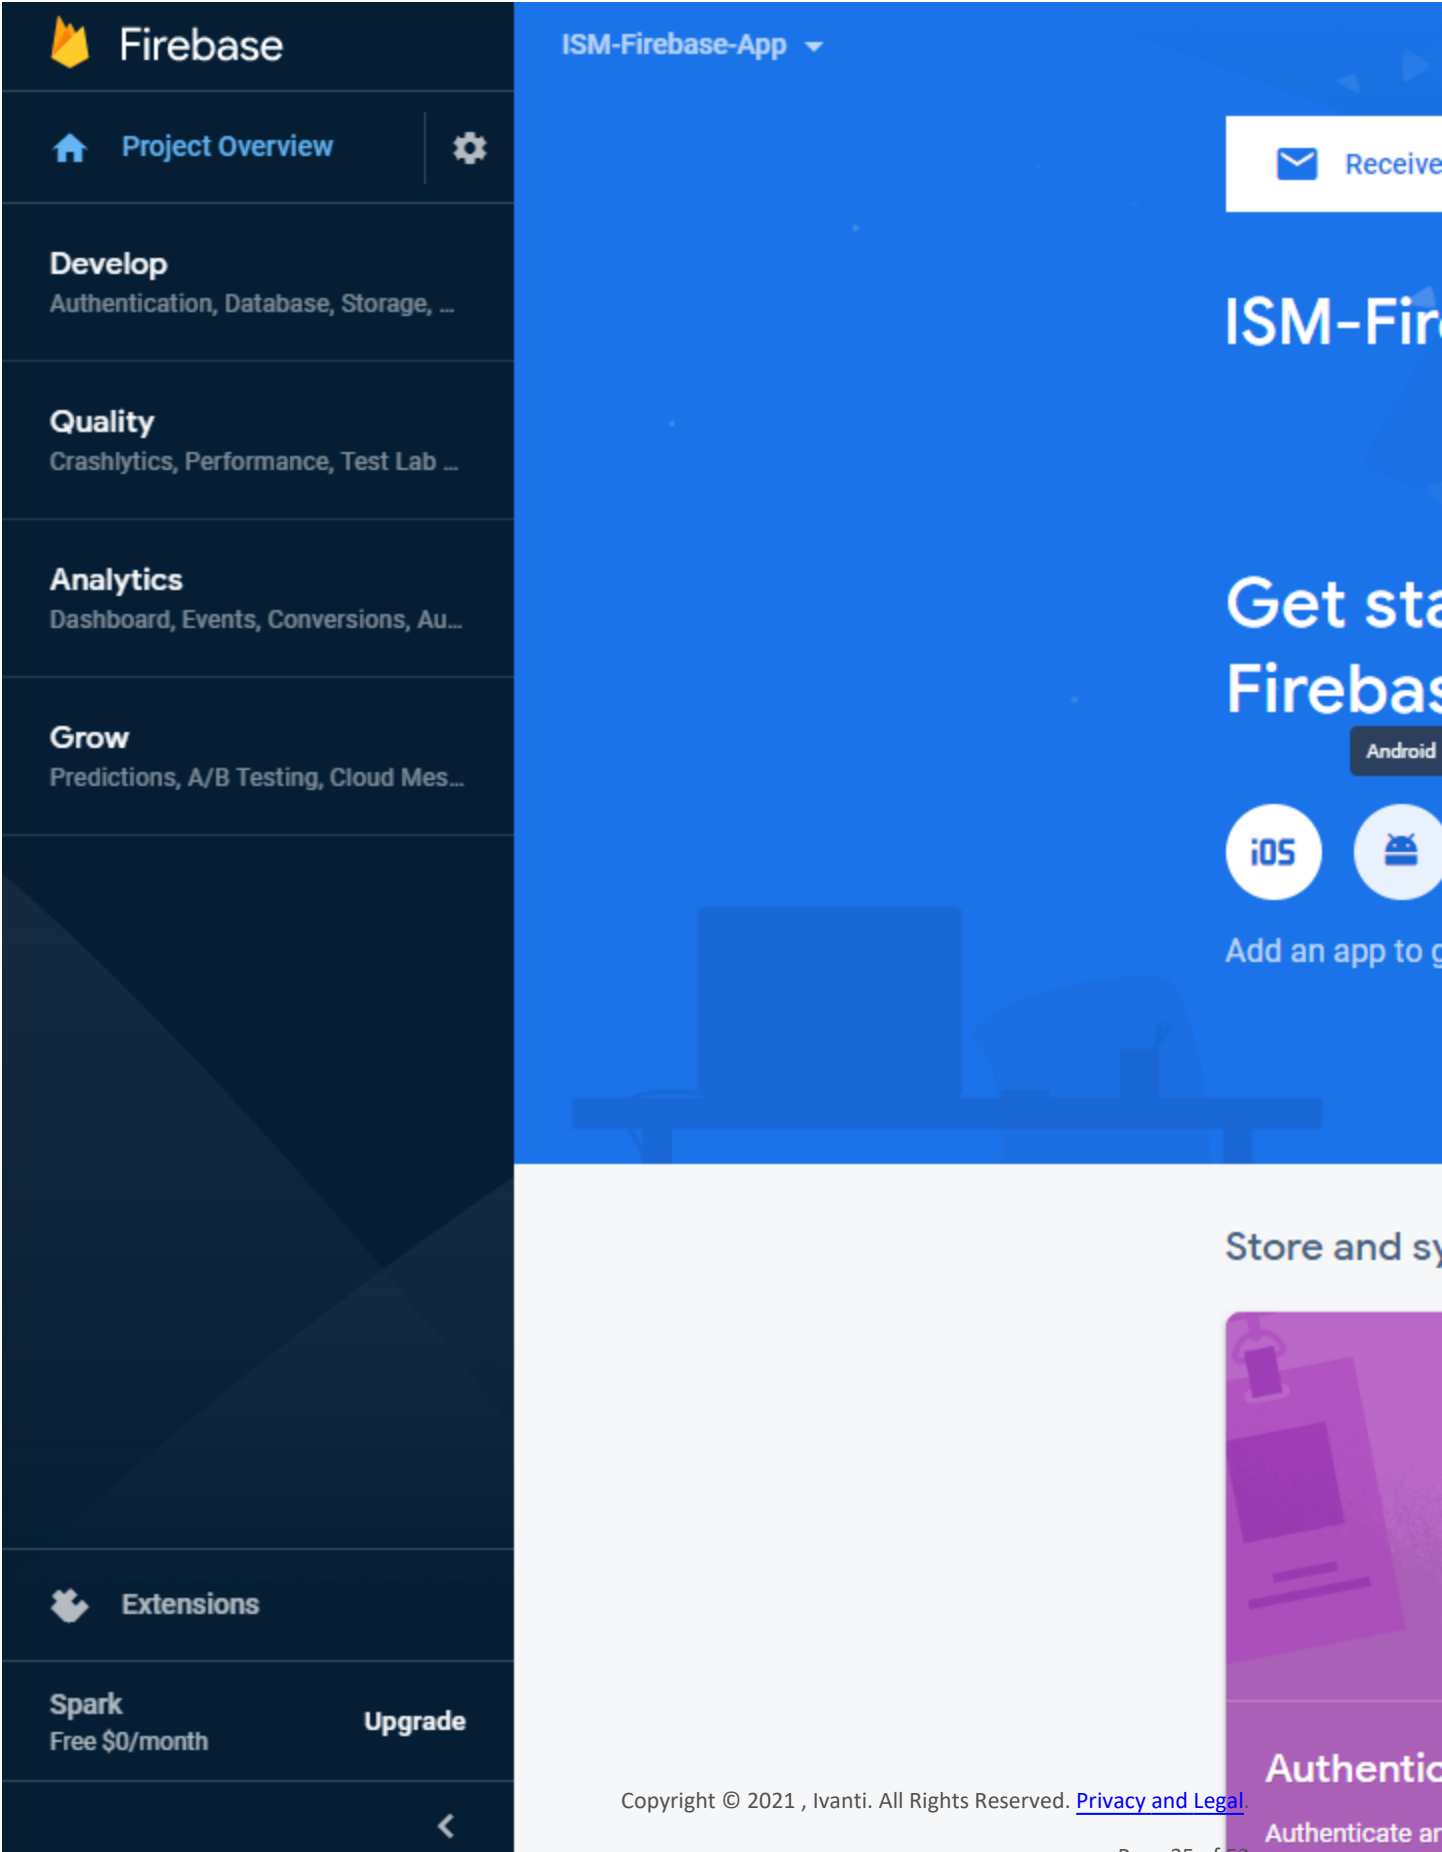 Firebase
Project Overview
Develop
Authentication, Database, Storage, ...
Quality
Crashlytics, Performance, Test Lab ...
Analytics
Dashboard, Events, Conversions, Au...
Grow
Predictions, A/B Testing, Cloud Mes...
Extensions
Spark
Free $0/month
Upgrade
ISM-Firebase-App
Receive
ISM-Fir
Get sta
Firebas
Android
iOS
Add an app to g
Store and sy
Authentic
Authenticate an
Copyright © 2021 , Ivanti. All Rights Reserved. Privacy and Legal.